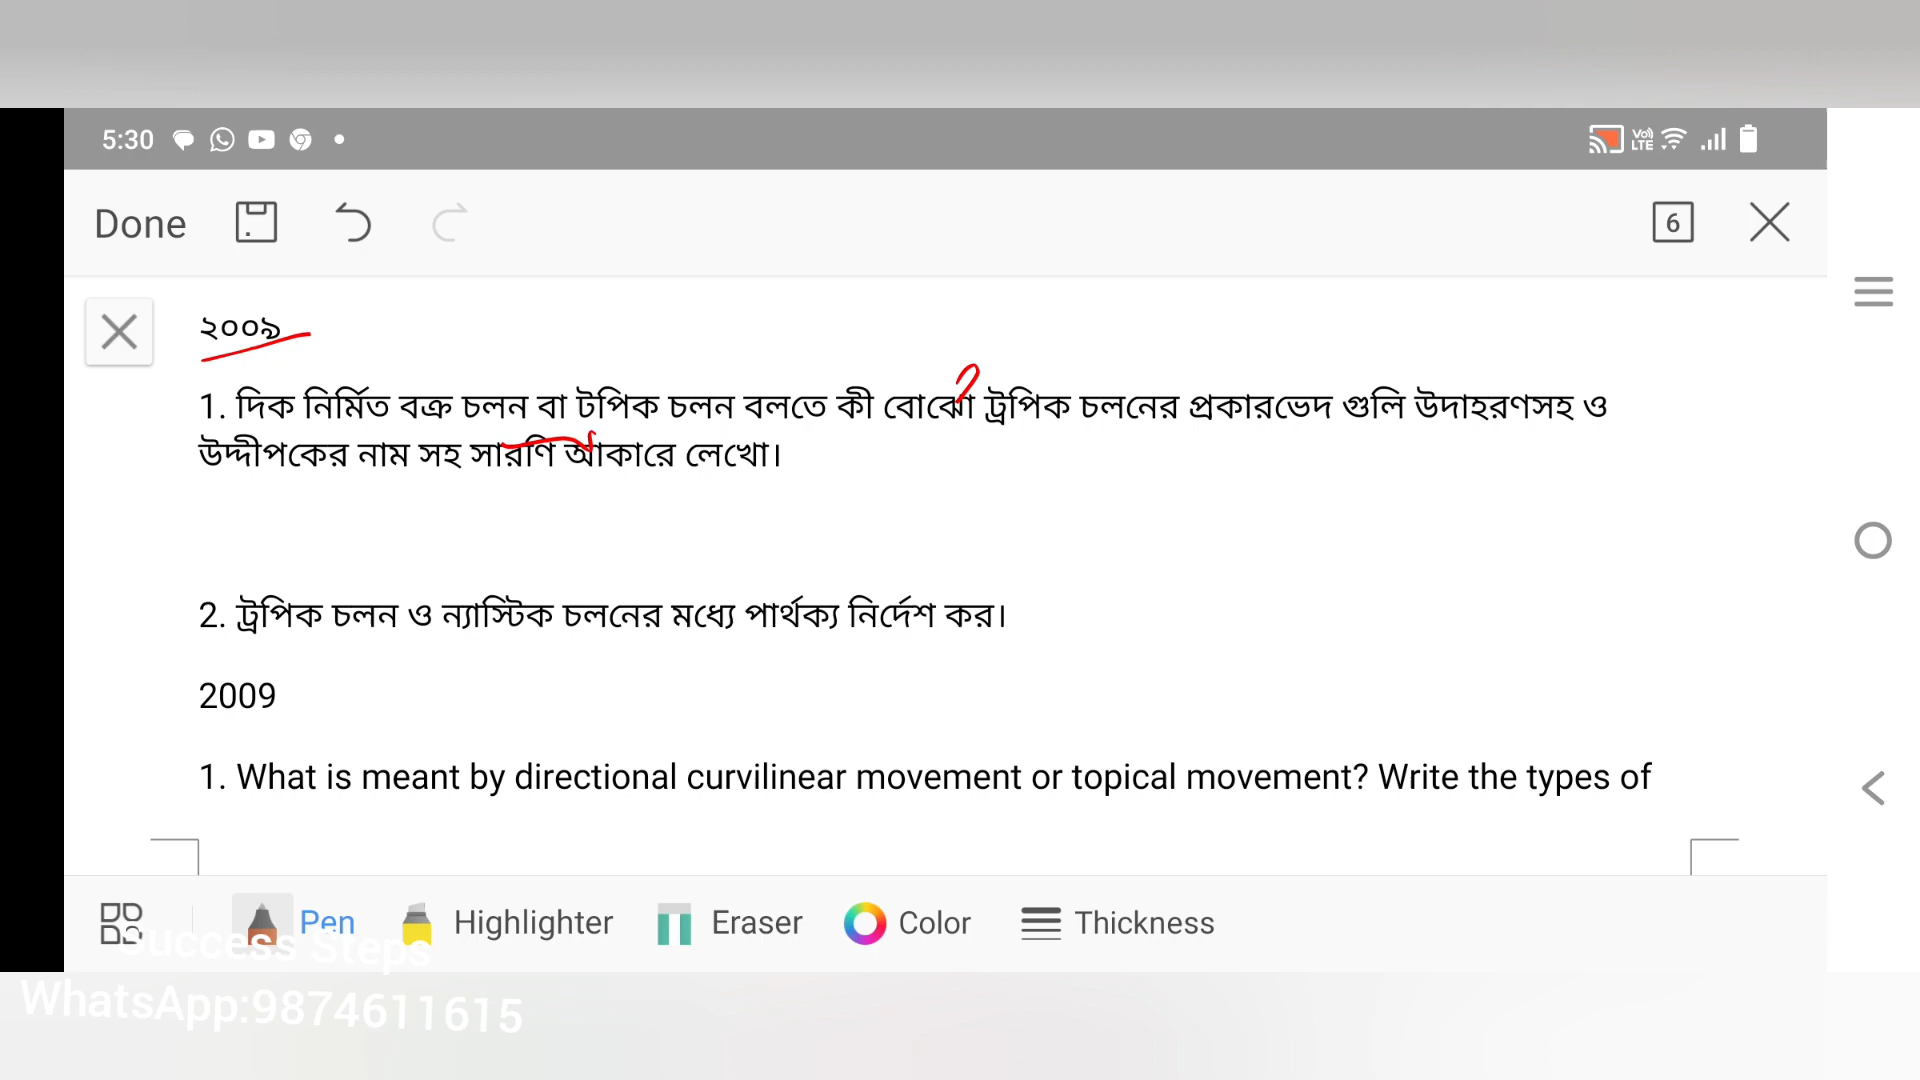 5:30
Vo) LTE
Done
6
২০০৯
1. দিক নির্মিত বক্র চলন বা টপিক চলন বলতে কী বোঝো ট্রপিক চলনের প্রকারভেদ গুলি উদাহরণসহ ও
উদ্দীপকের নাম সহ সারণি আকারে লেখো।
2. ট্রপিক চলন ও ন্যাস্টিক চলনের মধ্যে পার্থক্য নির্দেশ কর।
2009
1. What is meant by directional curvilinear movement or topical movement? Write the types of
Pen
Highlighter
Eraser
Color
Thickness
Success Steps
WhatsApp:9874611615